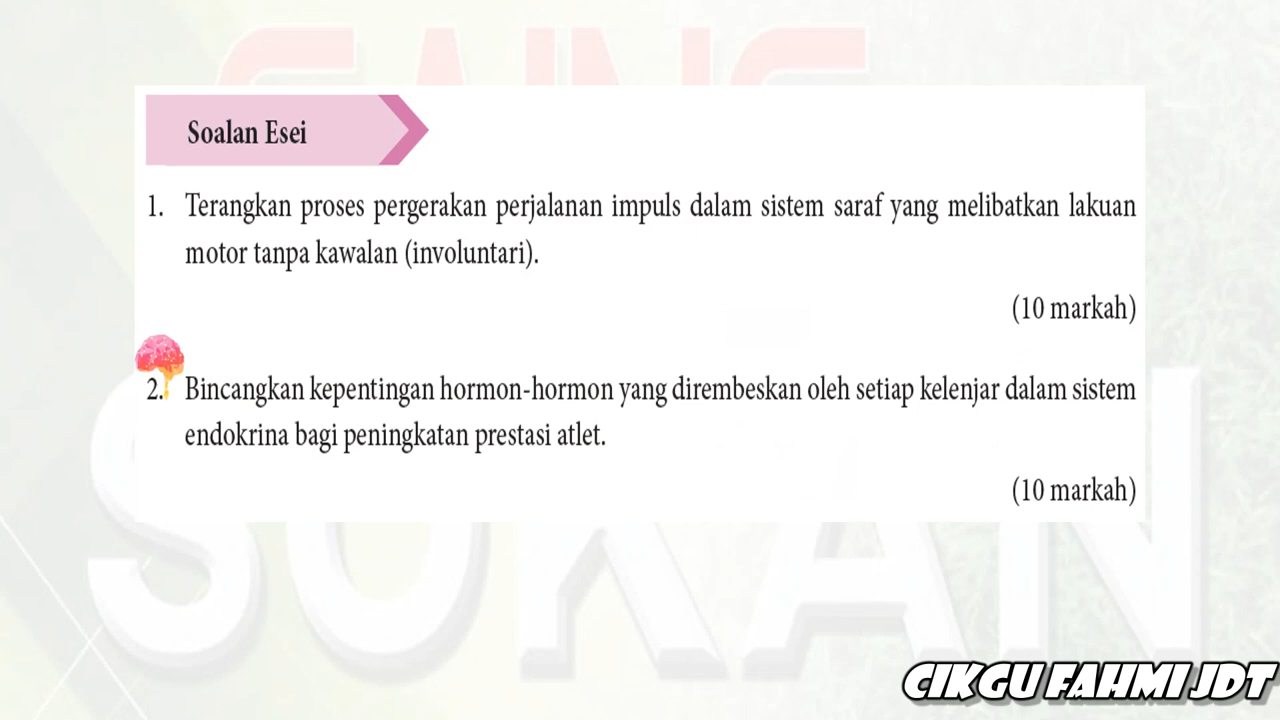 SAINS
Soalan Esei
1. Terangkan proses pergerakan perjalanan impuls dalam sistem saraf yang melibatkan lakuan
motor tanpa kawalan (involuntari).
(10 markah)
2. Bincangkan kepentingan hormon-hormon yang dirembeskan oleh setiap kelenjar dalam sistem
endokrina bagi peningkatan prestasi atlet.
(10 markah)
SUKAN
CIKGU FAHMI JDT